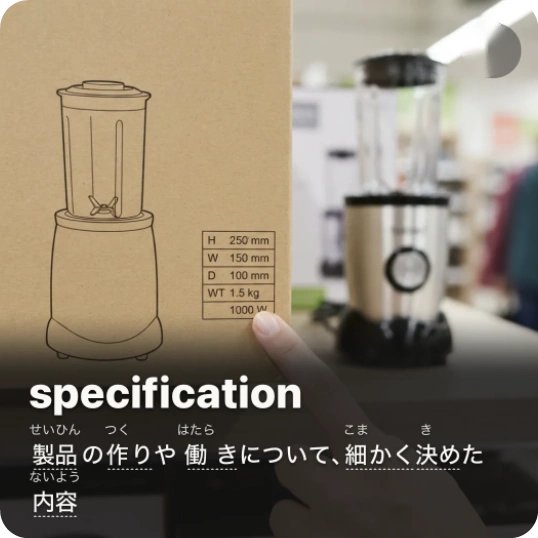 H 250 mm
W 150 mm
D 100 mm
WT 1.5 kg
1000 W
specification
せいひん つく はたら こま き
製品の作りや働きについて、細かく決めた
ないよう
内容